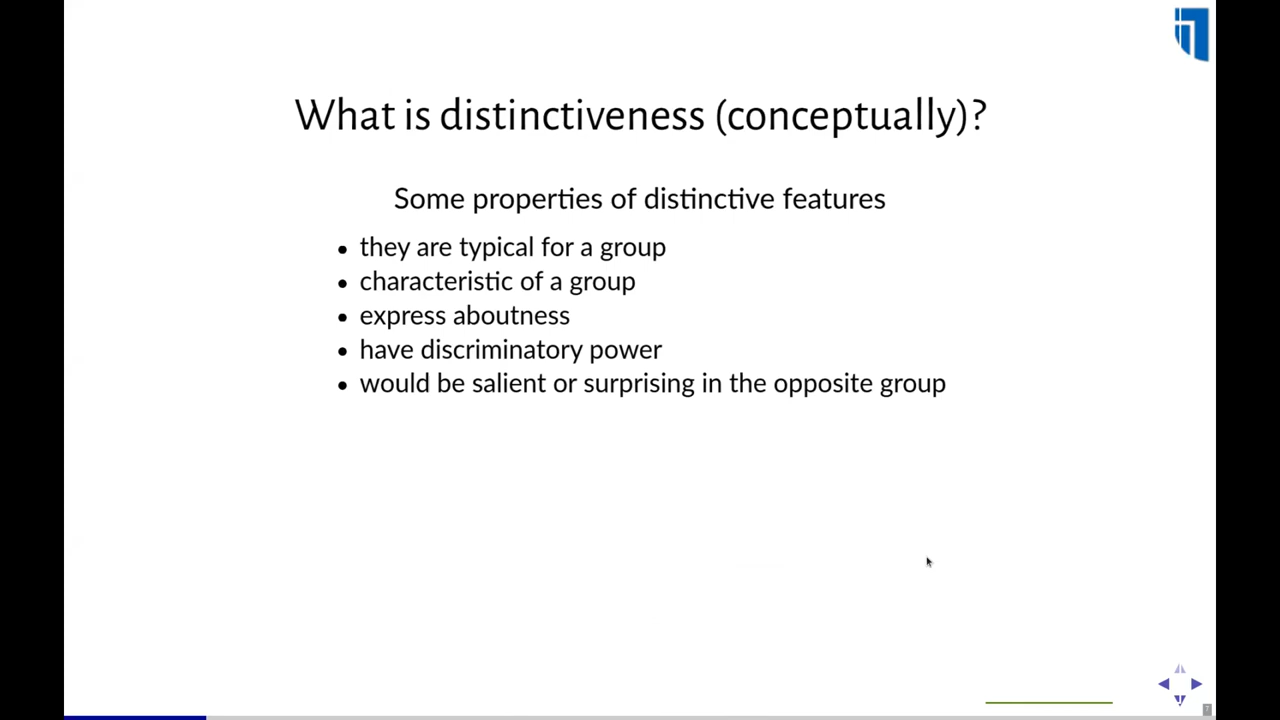 What is distinctiveness (conceptually)?
Some properties of distinctive features
• they are typical for a group
• characteristic of a group
• express aboutness
• have discriminatory power
• would be salient or surprising in the opposite group